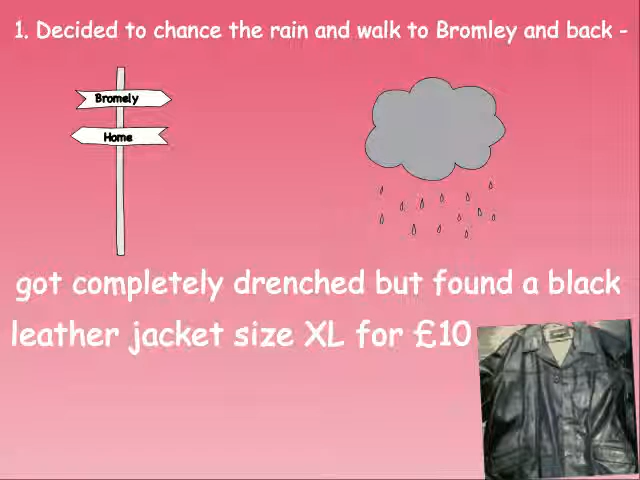 1. Decided to chance the rain and walk to Bromley and back -
Bromely
Home
got completely drenched but found a black
leather jacket size XL for £10